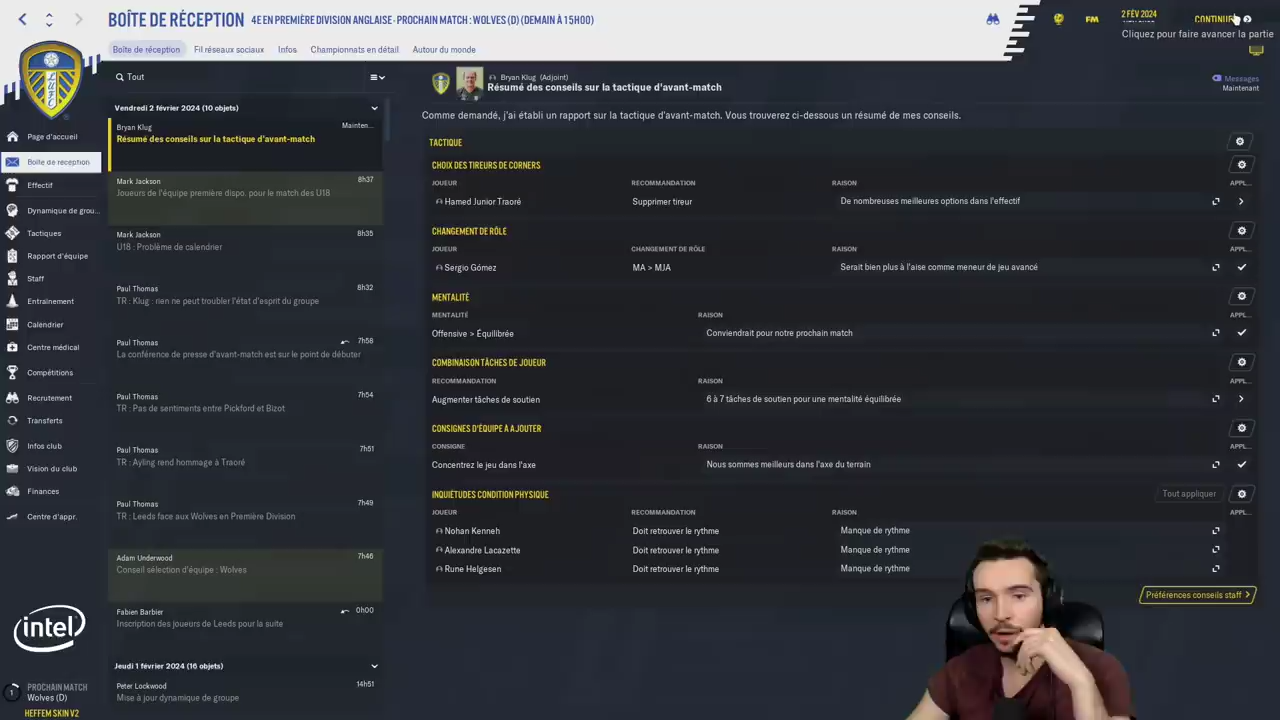 BOÎTE DE RÉCEPTION
4E EN PREMIÈRE DIVISION ANGLAISE - PROCHAIN MATCH : WOLVES (D) (DEMAIN À 15H00)
FM
2 FÉV 2024
CONTINUER
Cliquez pour faire avancer la partie
Boîte de réception
Fil réseaux sociaux
Infos
Championnats en détail
Autour du monde
Tout
Page d'accueil
Boîte de réception
Effectif
Dynamique de grou...
Tactiques
Rapport d'équipe
Staff
Entraînement
Calendrier
Centre médical
Compétitions
Recrutement
Transferts
Infos club
Vision du club
Finances
Centre d'appr.
intel
1
PROCHAIN MATCH
Wolves (D)
HEFFEM SKIN V2
Vendredi 2 février 2024 (10 objets)
Bryan Klug Mainten...
Résumé des conseils sur la tactique d'avant-match
Mark Jackson 8h37
Joueurs de l'équipe première dispo. pour le match des U18
Mark Jackson 8h35
U18 : Problème de calendrier
Paul Thomas 8h32
TR : Klug : rien ne peut troubler l'état d'esprit du groupe
Paul Thomas 7h58
La conférence de presse d'avant-match est sur le point de débuter
Paul Thomas 7h54
TR : Pas de sentiments entre Pickford et Bizot
Paul Thomas 7h51
TR : Ayling rend hommage à Traoré
Paul Thomas 7h49
TR : Leeds face aux Wolves en Première Division
Adam Underwood 7h46
Conseil sélection d'équipe : Wolves
Fabien Barbier 0h00
Inscription des joueurs de Leeds pour la suite
Jeudi 1 février 2024 (16 objets)
Peter Lockwood 14h51
Mise à jour dynamique de groupe
Bryan Klug (Adjoint)
Résumé des conseils sur la tactique d'avant-match
Messages
Maintenant
Comme demandé, j'ai établi un rapport sur la tactique d'avant-match. Vous trouverez ci-dessous un résumé de mes conseils.
TACTIQUE
CHOIX DES TIREURS DE CORNERS
JOUEUR RECOMMANDATION RAISON APPL...
Hamed Junior Traoré Supprimer tireur De nombreuses meilleures options dans l'effectif
CHANGEMENT DE RÔLE
JOUEUR CHANGEMENT DE RÔLE RAISON APPL...
Sergio Gómez MA > MJA Serait bien plus à l'aise comme meneur de jeu avancé
MENTALITÉ
MENTALITÉ RAISON APPL...
Offensive > Équilibrée Conviendrait pour notre prochain match
COMBINAISON TÂCHES DE JOUEUR
RECOMMANDATION RAISON APPL...
Augmenter tâches de soutien 6 à 7 tâches de soutien pour une mentalité équilibrée
CONSIGNES D'ÉQUIPE À AJOUTER
CONSIGNE RAISON APPL...
Concentrez le jeu dans l'axe Nous sommes meilleurs dans l'axe du terrain
INQUIÉTUDES CONDITION PHYSIQUE Tout appliquer
JOUEUR RECOMMANDATION RAISON APPL...
Nohan Kenneh Doit retrouver le rythme Manque de rythme
Alexandre Lacazette Doit retrouver le rythme Manque de rythme
Rune Helgesen Doit retrouver le rythme Manque de rythme
Préférences conseils staff